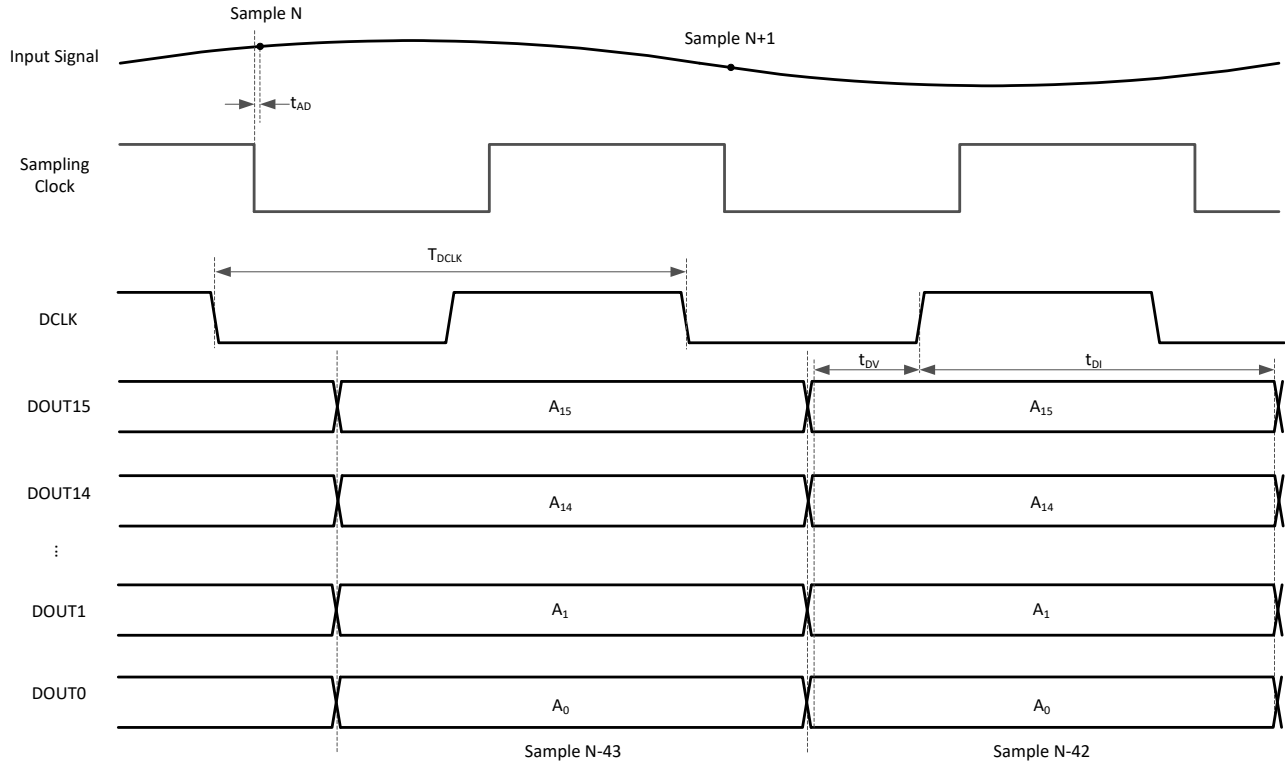 Sample N
Input Signal
Sample N+1
tAD
Sampling
Clock
TDCLK
DCLK
tDV
tDI
DOUT15
A15
A15
DOUT14
A14
A14
...
DOUT1
A1
A1
DOUT0
A0
A0
Sample N-43
Sample N-42